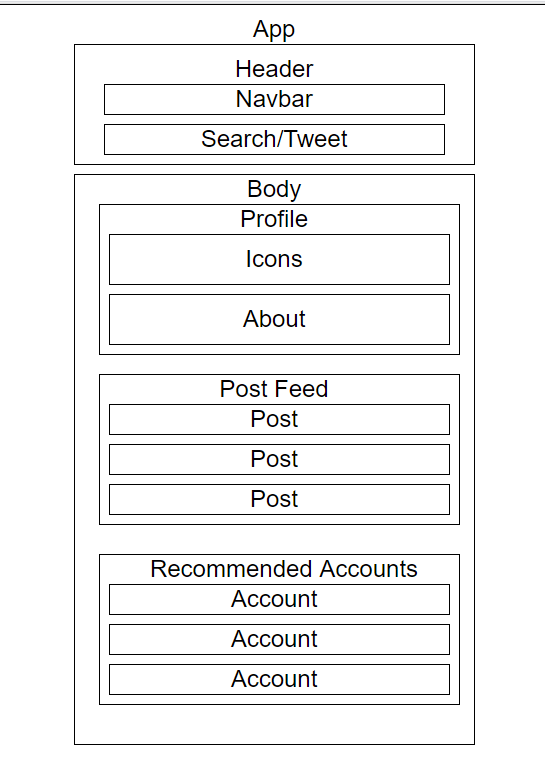 App
Header
Navbar
Search/Tweet
Body
Profile
Icons
About
Post Feed
Post
Post
Post
Recommended Accounts
Account
Account
Account